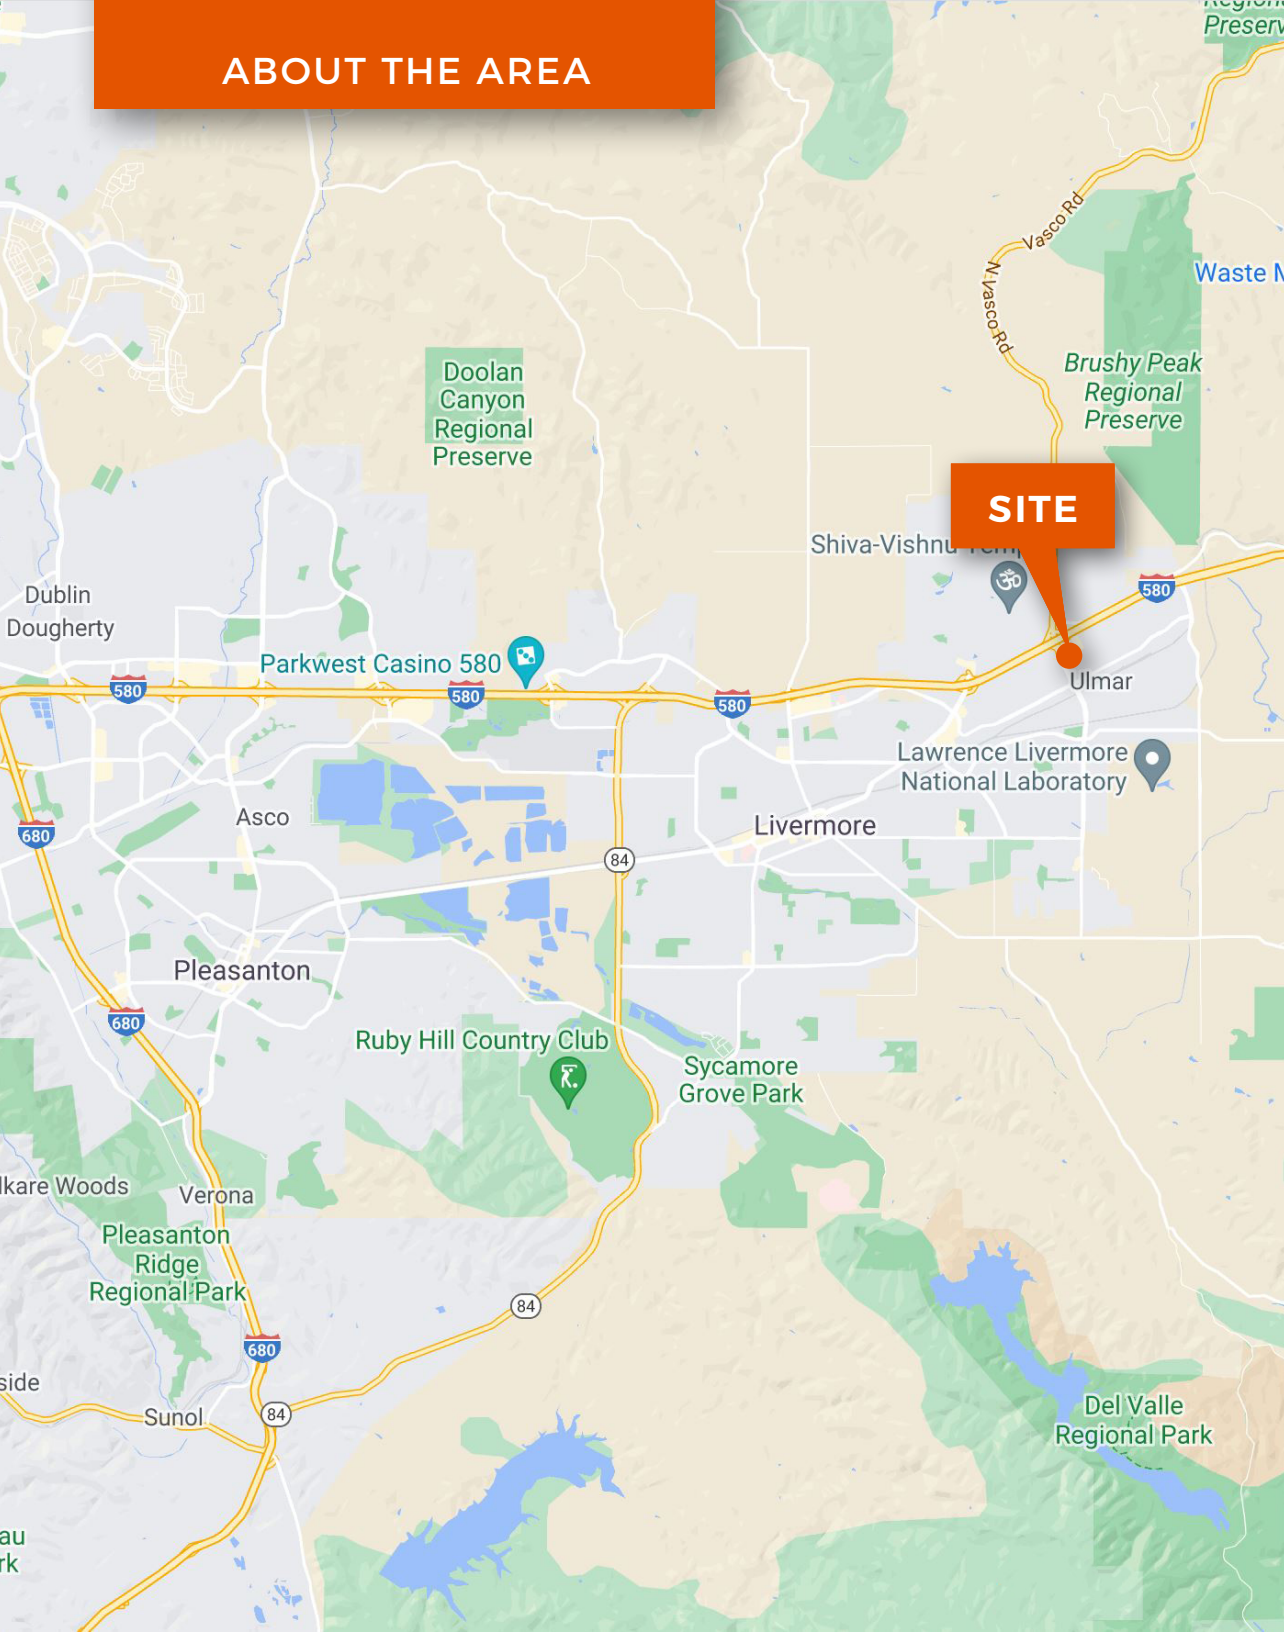 ABOUT THE AREA
Preserv
Vasco Rd
N Vasco Rd
Waste M
Brushy Peak
Regional
Preserve
Doolan
Canyon
Regional
Preserve
SITE
Shiva-Vishnu
580
Dublin
Dougherty
Parkwest Casino 580
580
580
580
Ulmar
Lawrence Livermore
National Laboratory
Asco
Livermore
680
84
Pleasanton
680
Ruby Hill Country Club
Sycamore
Grove Park
lkare Woods
Verona
Pleasanton
Ridge
Regional Park
84
680
side
Sunol
84
Del Valle
Regional Park
au
rk